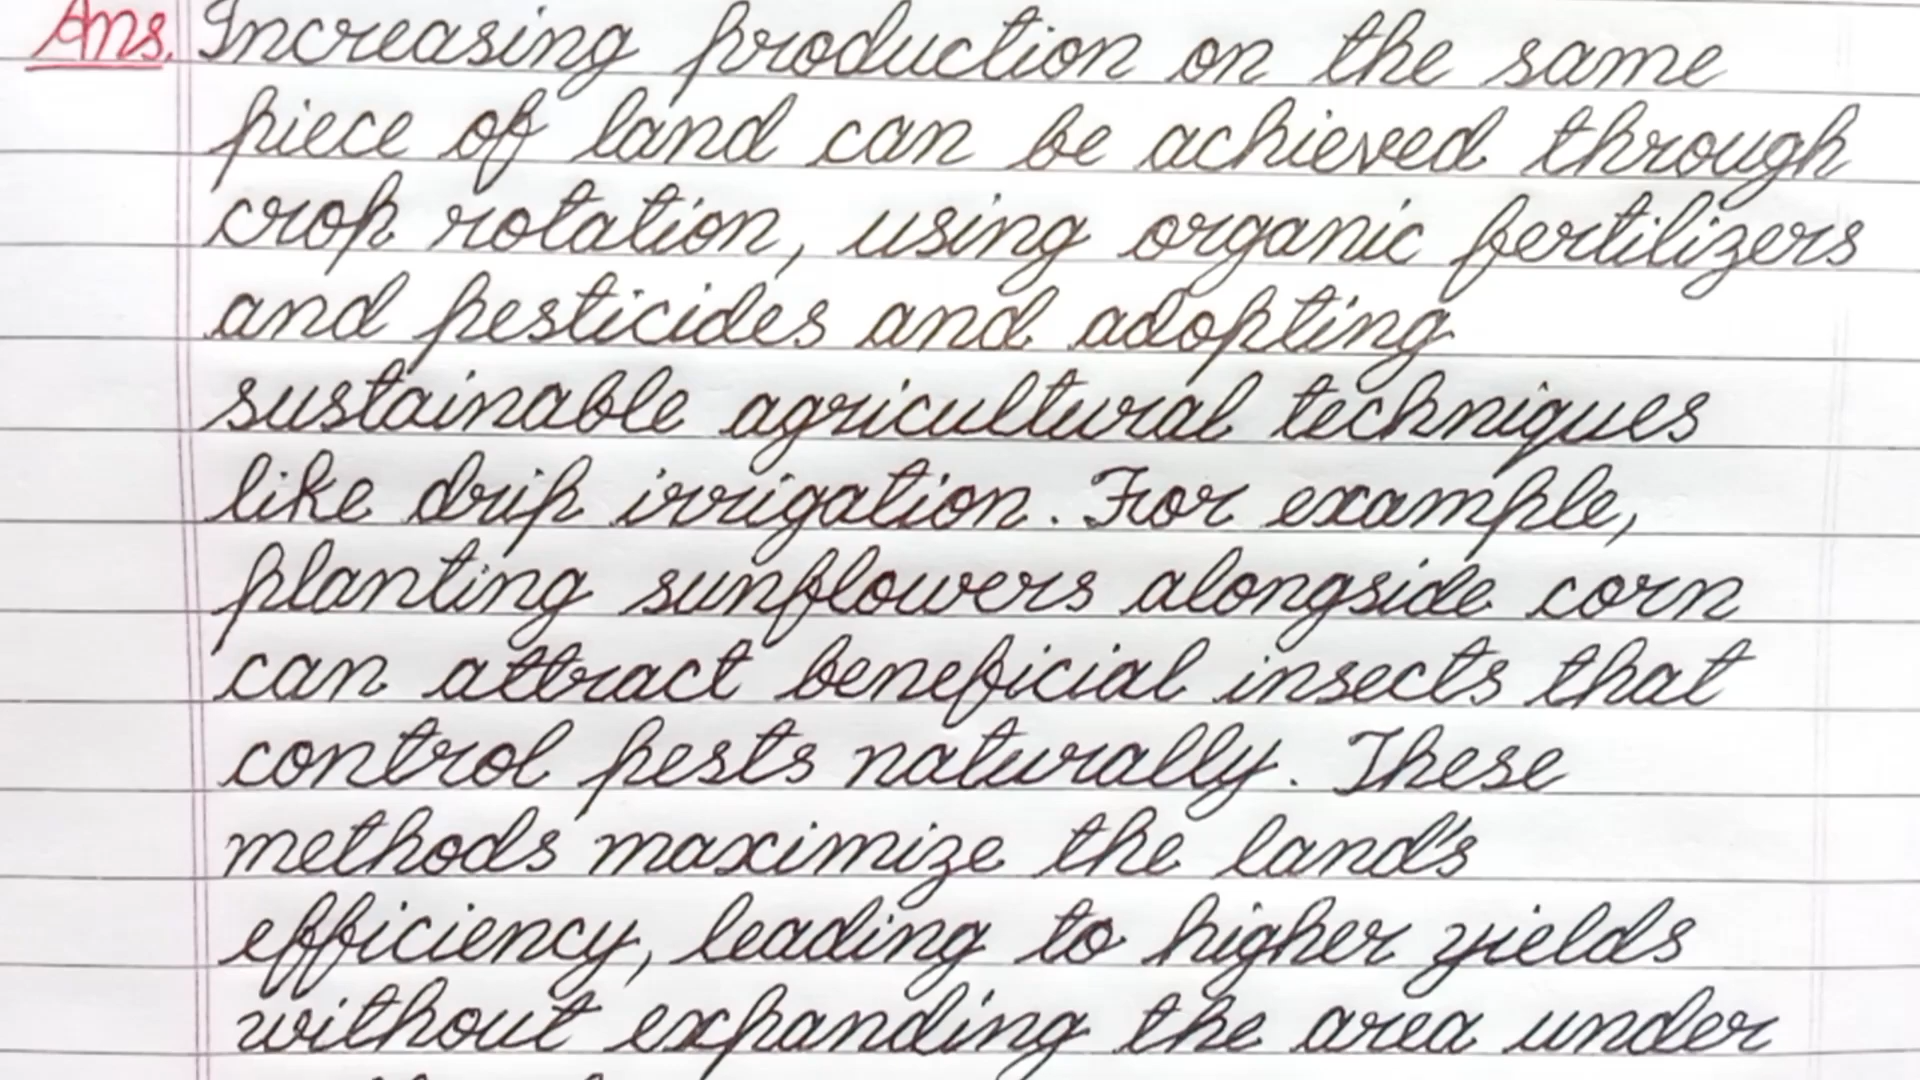 Ans. Increasing production on the same
piece of land can be achieved through
crop rotation, using organic fertilizers
and pesticides and adopting
sustainable agricultural techniques
like drip irrigation. For example,
planting sunflowers alongside corn
can attract beneficial insects that
control pests naturally. These
methods maximize the land's
efficiency, leading to higher yields
without expanding the area under